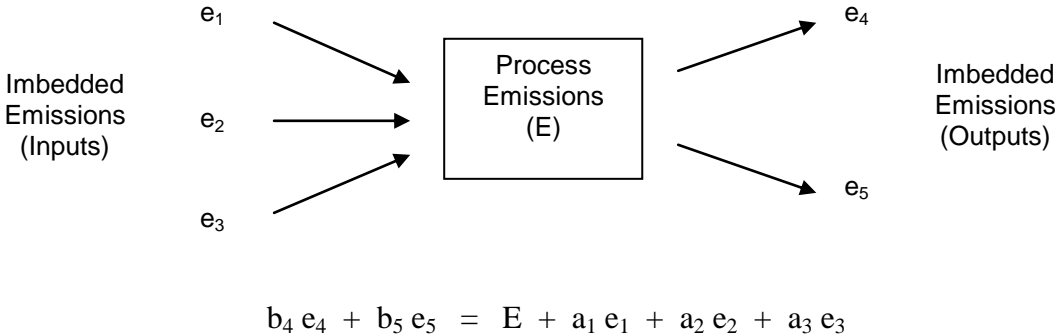 e₁
e₄
Imbedded
Emissions
(Inputs)
e₂
e₃
Process
Emissions
(E)
Imbedded
Emissions
(Outputs)
e₅
b₄ e₄ + b₅ e₅ = E + a₁ e₁ + a₂ e₂ + a₃ e₃